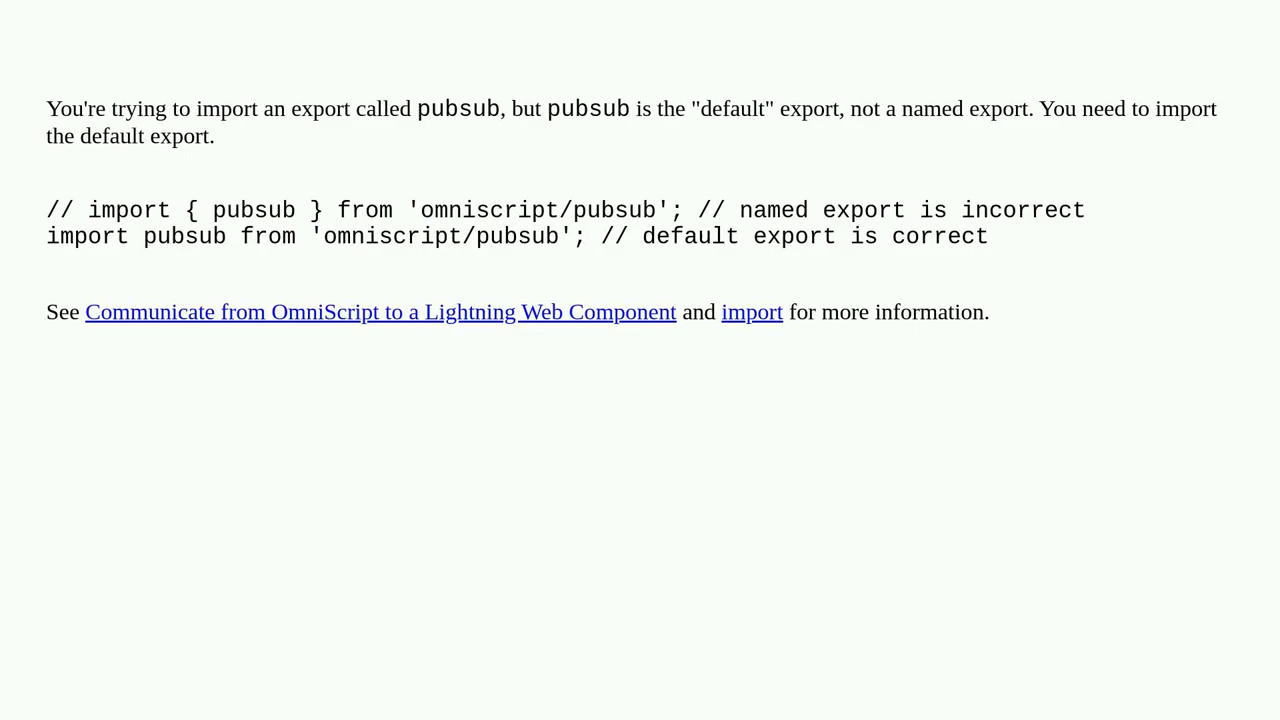 You're trying to import an export called pubsub, but pubsub is the "default" export, not a named export. You need to import
the default export.
// import { pubsub } from 'omniscript/pubsub'; // named export is incorrect
import pubsub from 'omniscript/pubsub'; // default export is correct
See Communicate from OmniScript to a Lightning Web Component and import for more information.